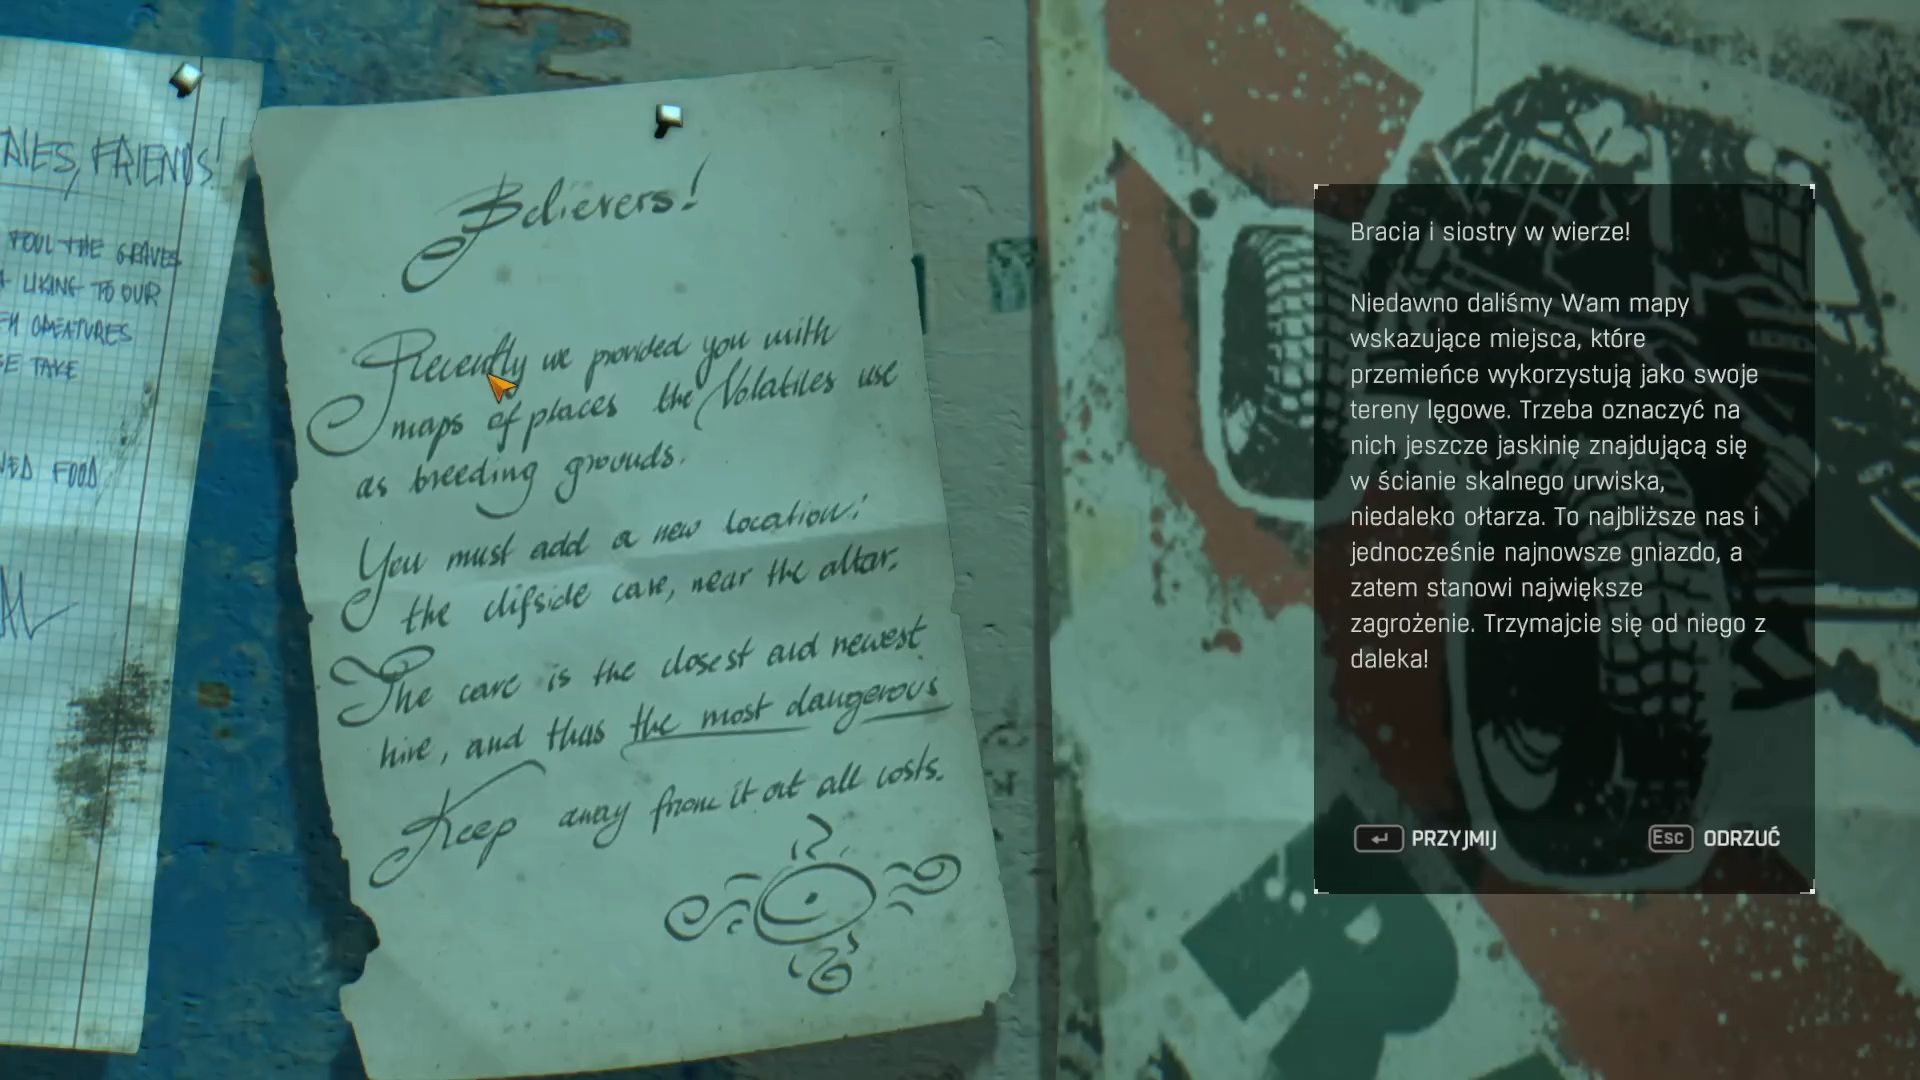 ALES, FRIENDS!
FOUL THE GRAVES
LIKING TO OUR
CREATURES
TAKE
FOOD
Believers!
Recently we provided you with
maps of places the Volatiles use
as breeding grounds.
You must add a new location:
the clifside cave, near the altar.
The cave is the closest and newest
hive, and thus the most dangerous
Keep away from it at all costs.
Bracia i siostry w wierze!
Niedawno daliśmy Wam mapy
wskazujące miejsca, które
przemieńce wykorzystują jako swoje
tereny lęgowe. Trzeba oznaczyć na
nich jeszcze jaskinię znajdującą się
w ścianie skalnego urwiska,
niedaleko ołtarza. To najbliższe nas i
jednocześnie najnowsze gniazdo, a
zatem stanowi największe
zagrożenie. Trzymajcie się od niego z
daleka!
↵ PRZYJMIJ
Esc ODRZUĆ